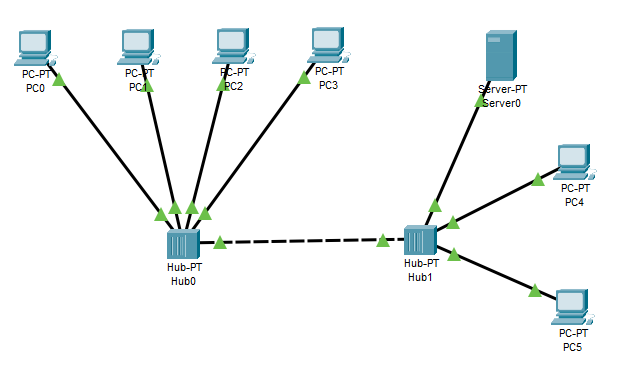 PC-PT
PC0
PC-PT
PC1
PC-PT
PC2
PC-PT
PC3
Server-PT
Server0
PC-PT
PC4
Hub-PT
Hub0
Hub-PT
Hub1
PC-PT
PC5